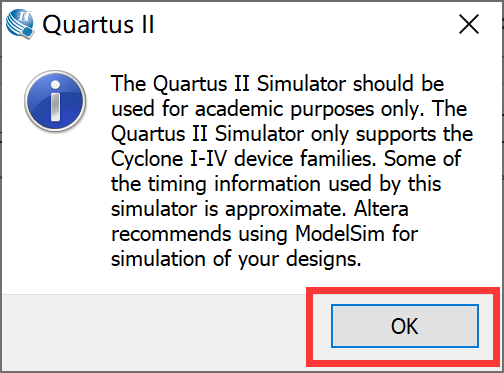 Quartus II
The Quartus II Simulator should be
used for academic purposes only. The
Quartus II Simulator only supports the
Cyclone I-IV device families. Some of
the timing information used by this
simulator is approximate. Altera
recommends using ModelSim for
simulation of your designs.
OK